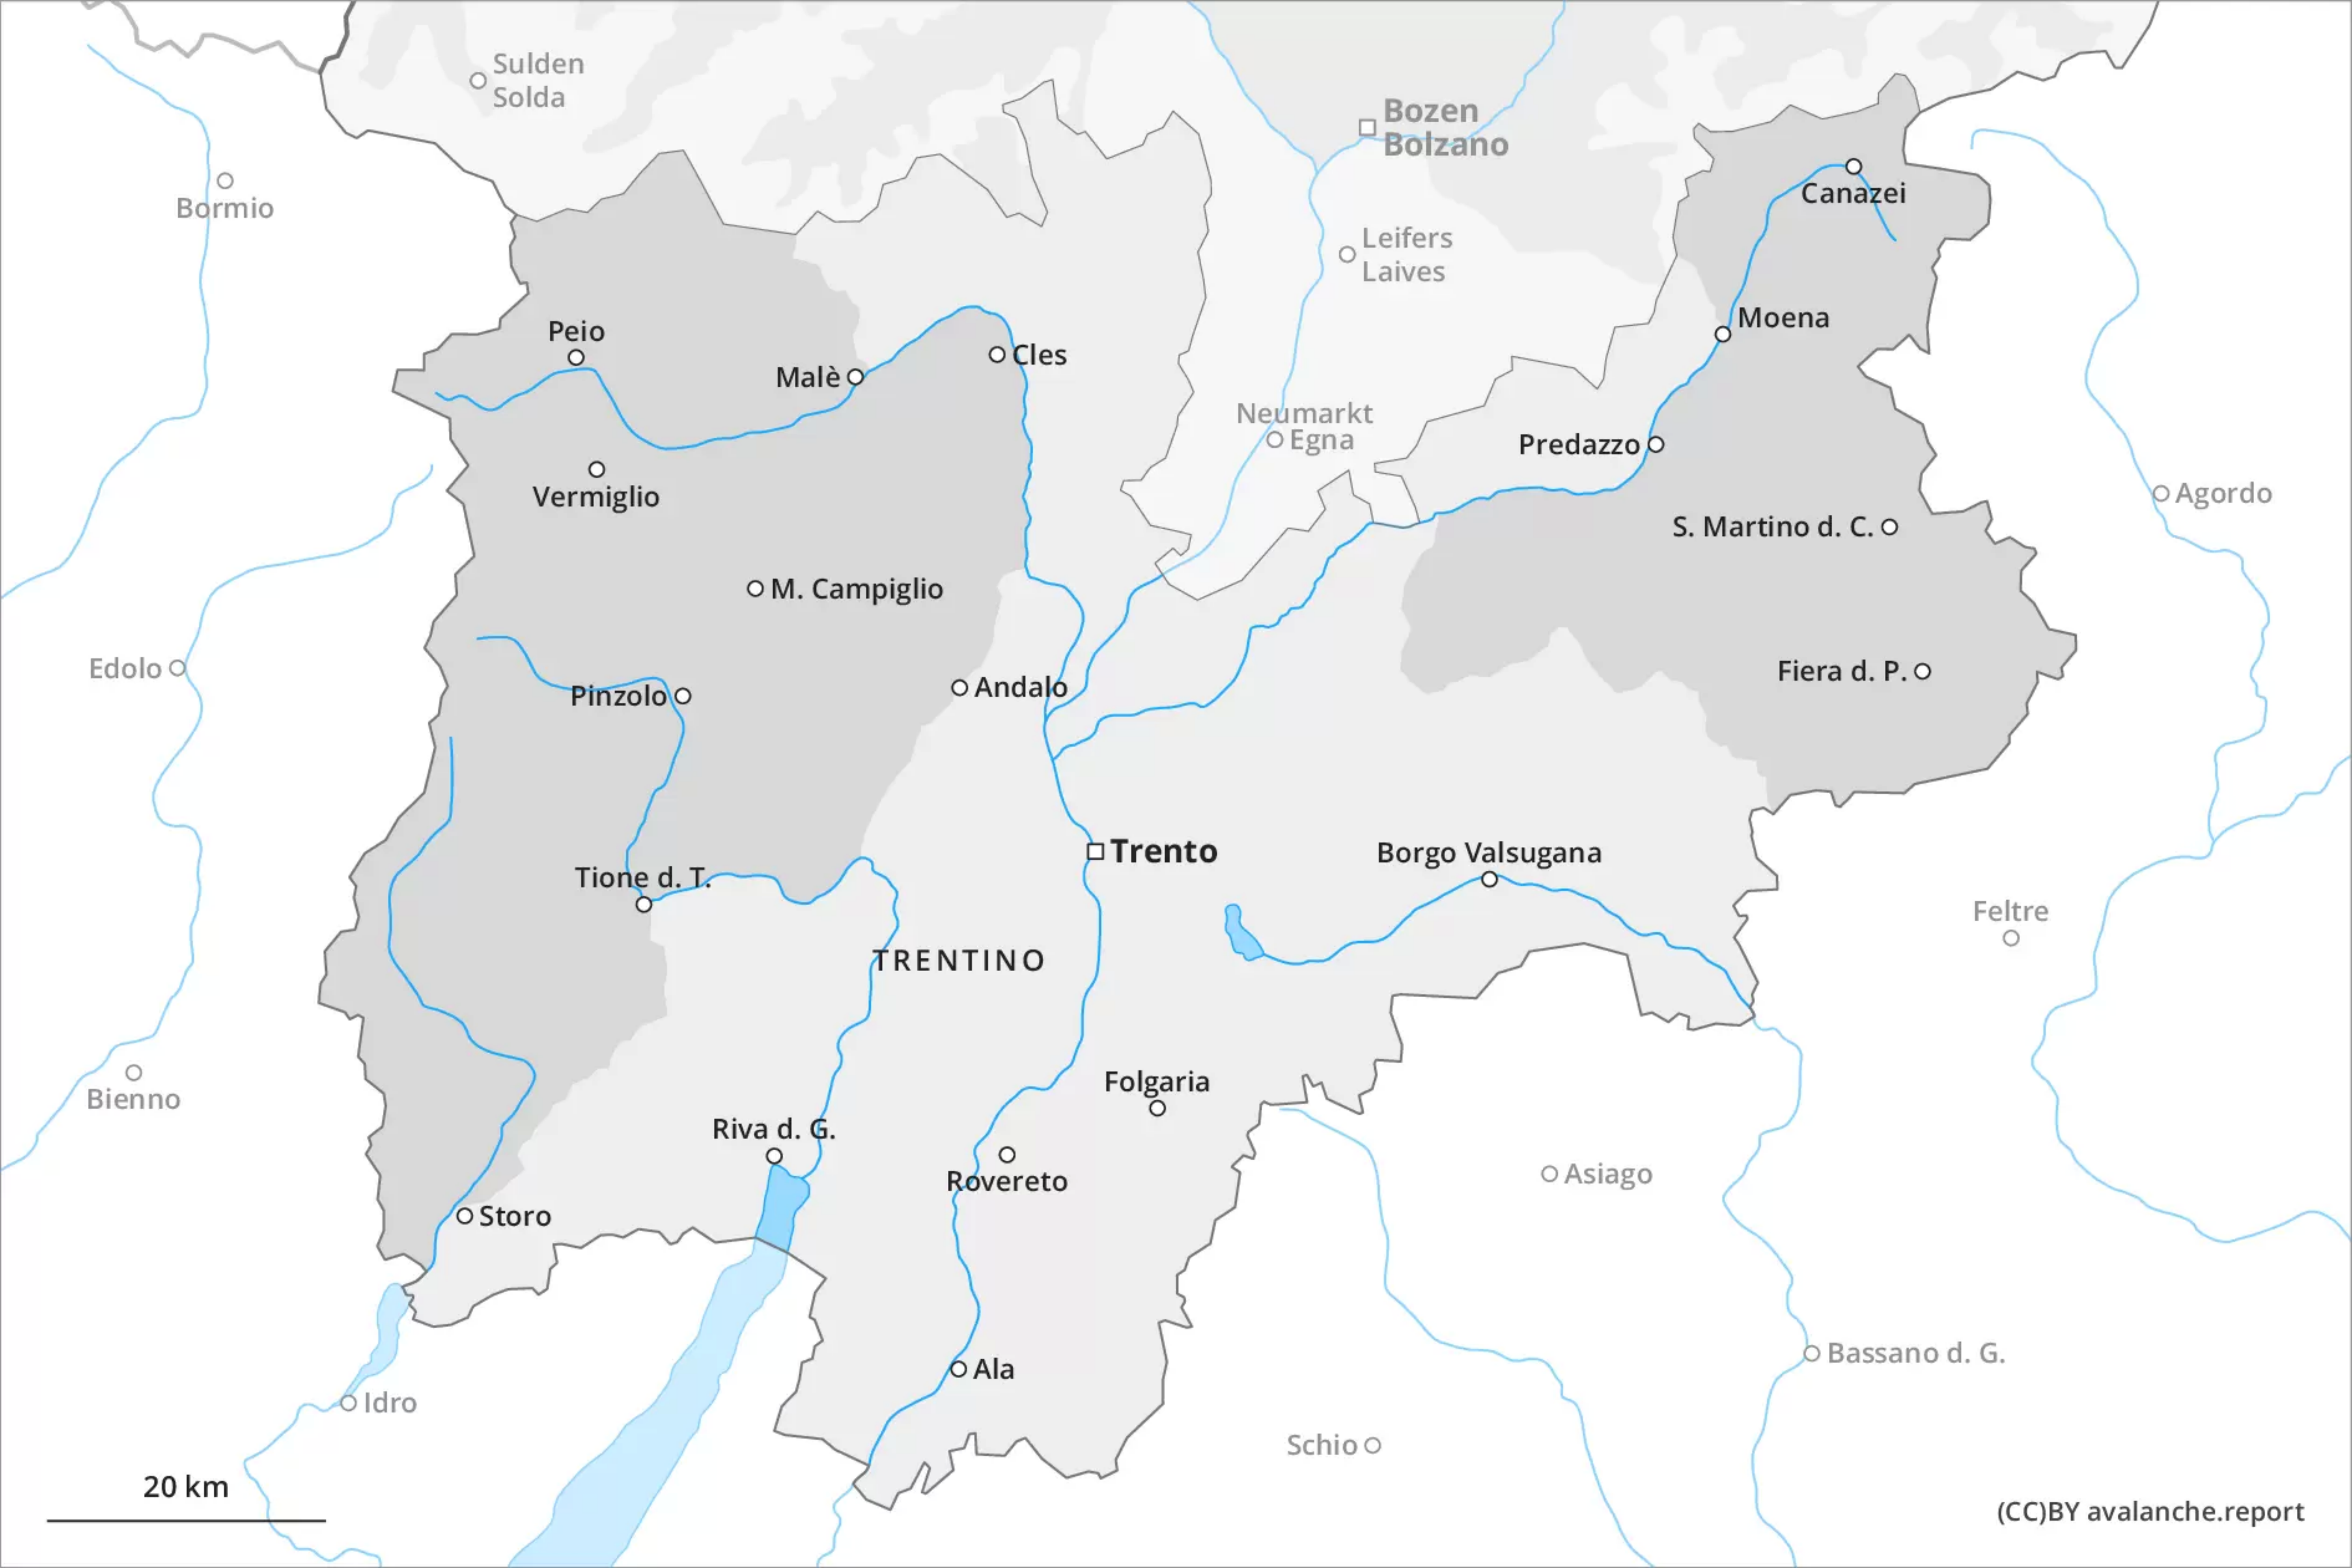 Sulden
Solda
Bozen
Bolzano
Bormio
Canazei
Leifers
Laives
Peio
Moena
Malè
Cles
Neumarkt
Egna
Predazzo
Vermiglio
Agordo
S. Martino d. C.
M. Campiglio
Edolo
Pinzolo
Andalo
Fiera d. P.
Trento
Borgo Valsugana
Tione d. T.
Feltre
TRENTINO
Bienno
Folgaria
Riva d. G.
Asiago
Rovereto
Storo
Bassano d. G.
Ala
Idro
Schio
20 km
(CC)BY avalanche.report